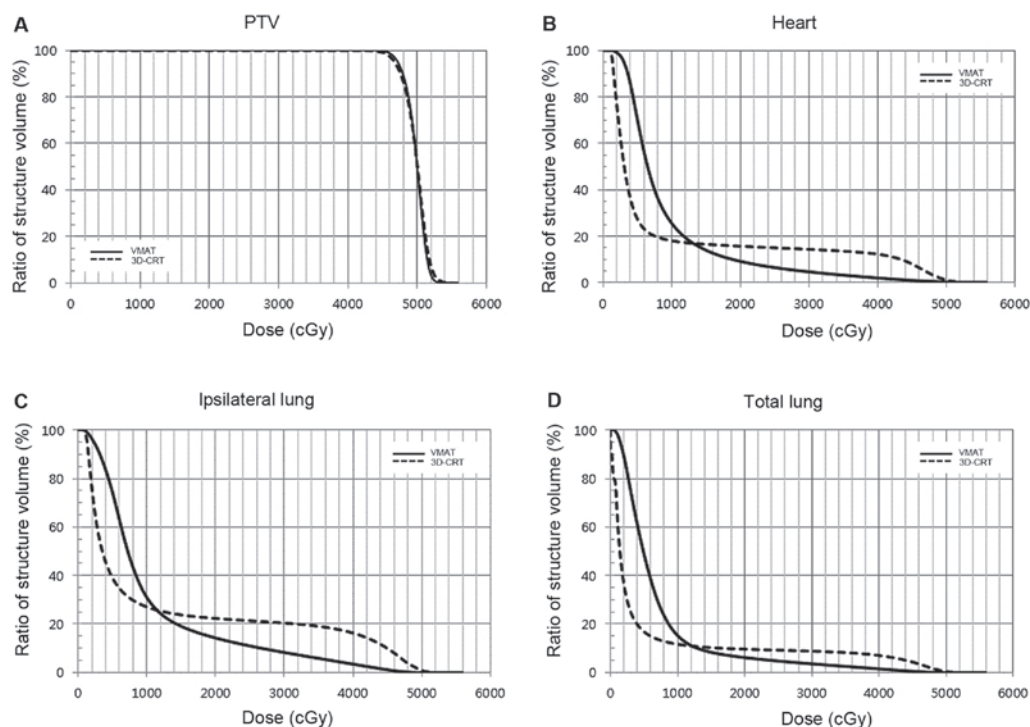 A
PTV
Ratio of structure volume (%)
100
80
60
40
20
0
VMAT
3D-CRT
0 1000 2000 3000 4000 5000 6000
Dose (cGy)
B
Heart
Ratio of structure volume (%)
100
80
60
40
20
0
VMAT
3D-CRT
0 1000 2000 3000 4000 5000 6000
Dose (cGy)
C
Ipsilateral lung
Ratio of structure volume (%)
100
80
60
40
20
0
VMAT
3D-CRT
0 1000 2000 3000 4000 5000 6000
Dose (cGy)
D
Total lung
Ratio of structure volume (%)
100
80
60
40
20
0
VMAT
3D-CRT
0 1000 2000 3000 4000 5000 6000
Dose (cGy)